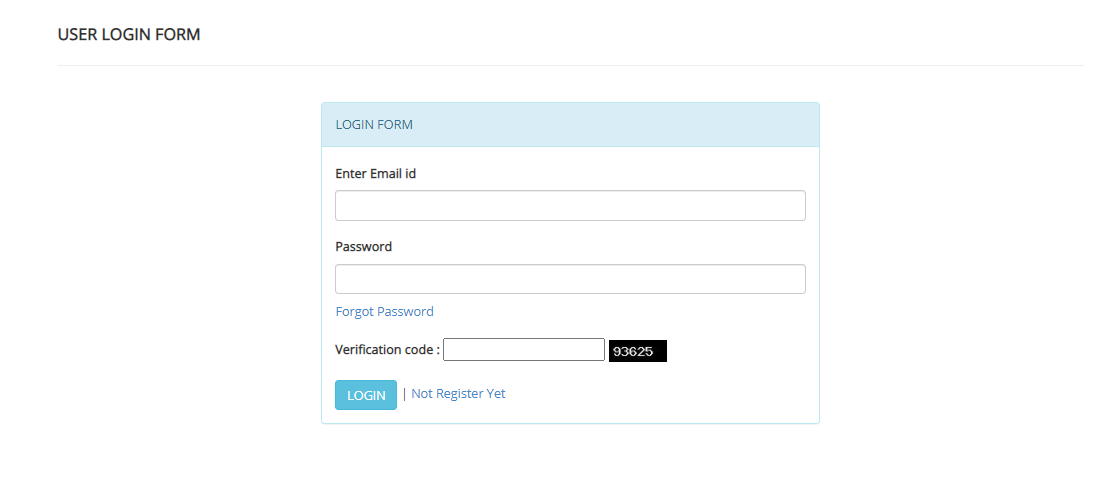 USER LOGIN FORM
LOGIN FORM
Enter Email id
Password
Forgot Password
Verification code : 93625
LOGIN | Not Register Yet